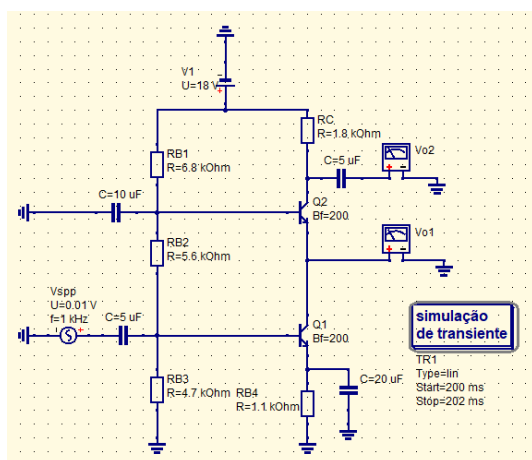 V1
U=18 V
RC
R=1.8 kOhm
Vo2
C=5 uF
RB1
R=6.8 kOhm
C=10 uF
Q2
Bf=200
Vo1
RB2
R=5.6 kOhm
Vspp
U=0.01 V
f=1 kHz
C=5 uF
Q1
Bf=200
simulação
de transiente
TR1
Type=lin
Start=200 ms
Stop=202 ms
RB3
R=4.7 kOhm
RB4
R=1.1 kOhm
C=20 uF